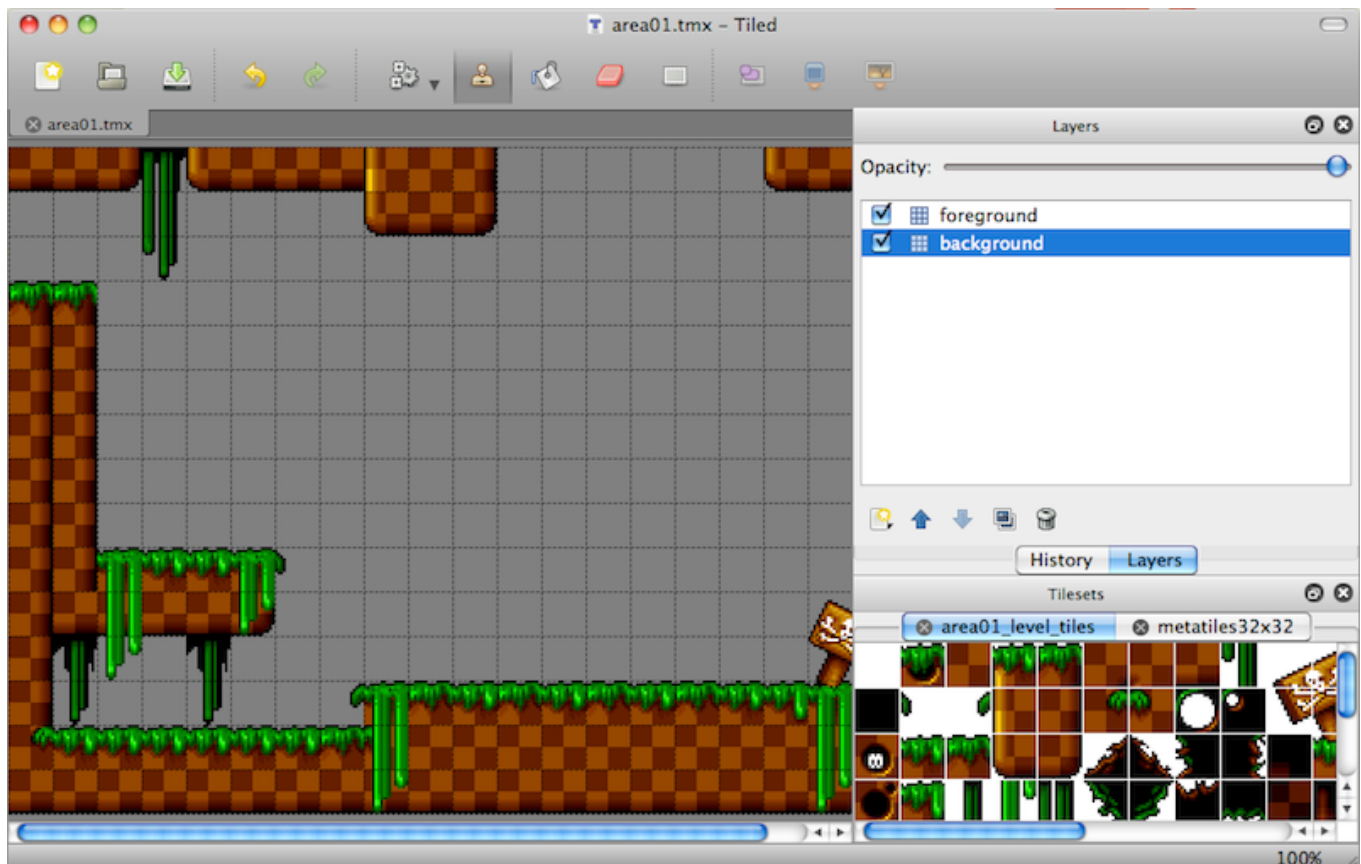 area01.tmx – Tiled
area01.tmx
Layers
Opacity:
foreground
background
History Layers
Tilesets
area01_level_tiles metatiles32x32
100%